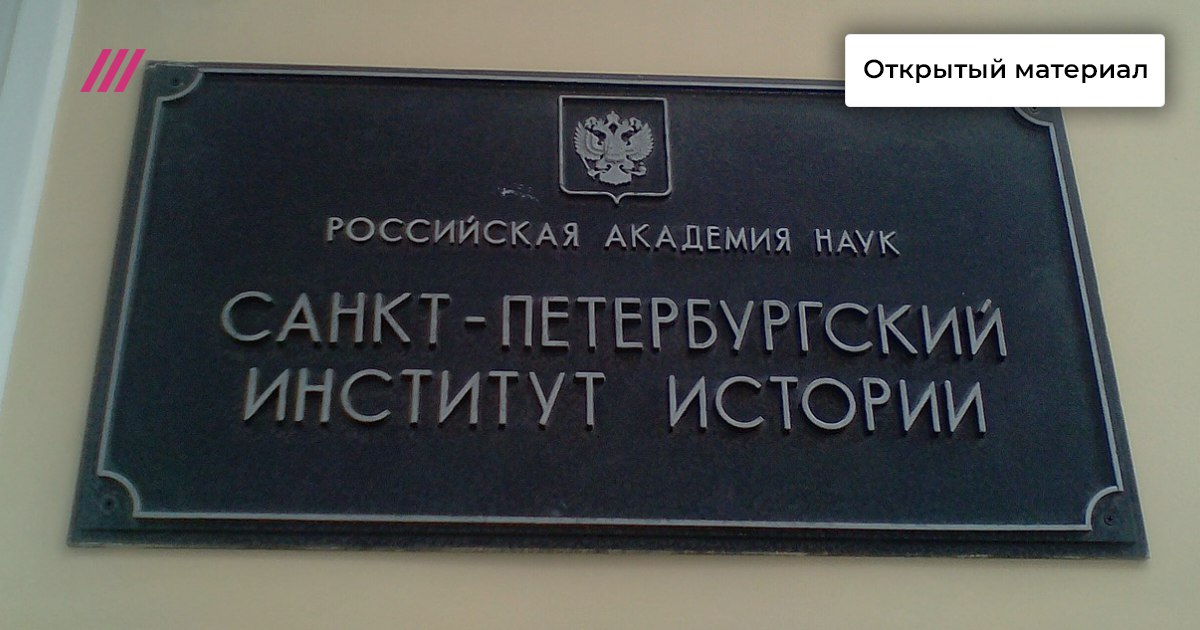 Открытый материал
РОССИЙСКАЯ АКАДЕМИЯ НАУК
САНКТ-ПЕТЕРБУРГСКИЙ
ИНСТИТУТ ИСТОРИИ